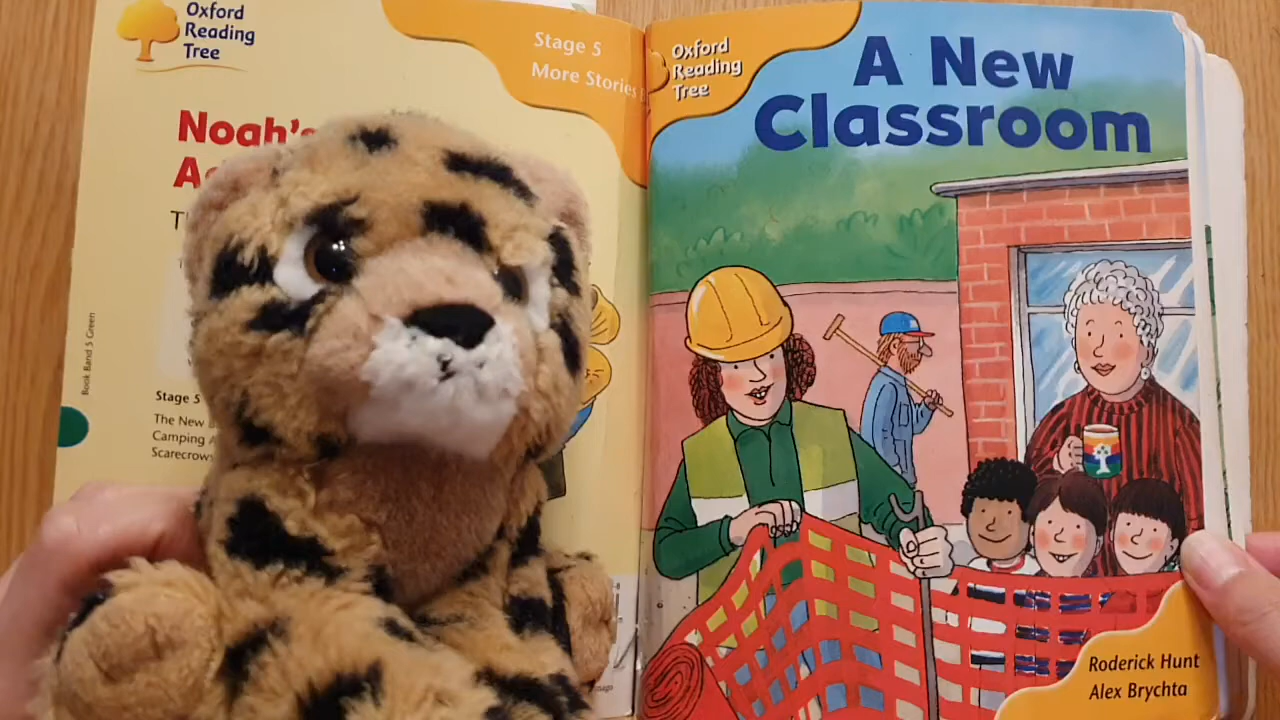 Oxford
Reading
Tree
Stage 5
More Stories
Noah's
Book Band 5 Green
Stage 5
The New
Camping
Scarecrows
Oxford
Reading
Tree
A New
Classroom
Roderick Hunt
Alex Brychta